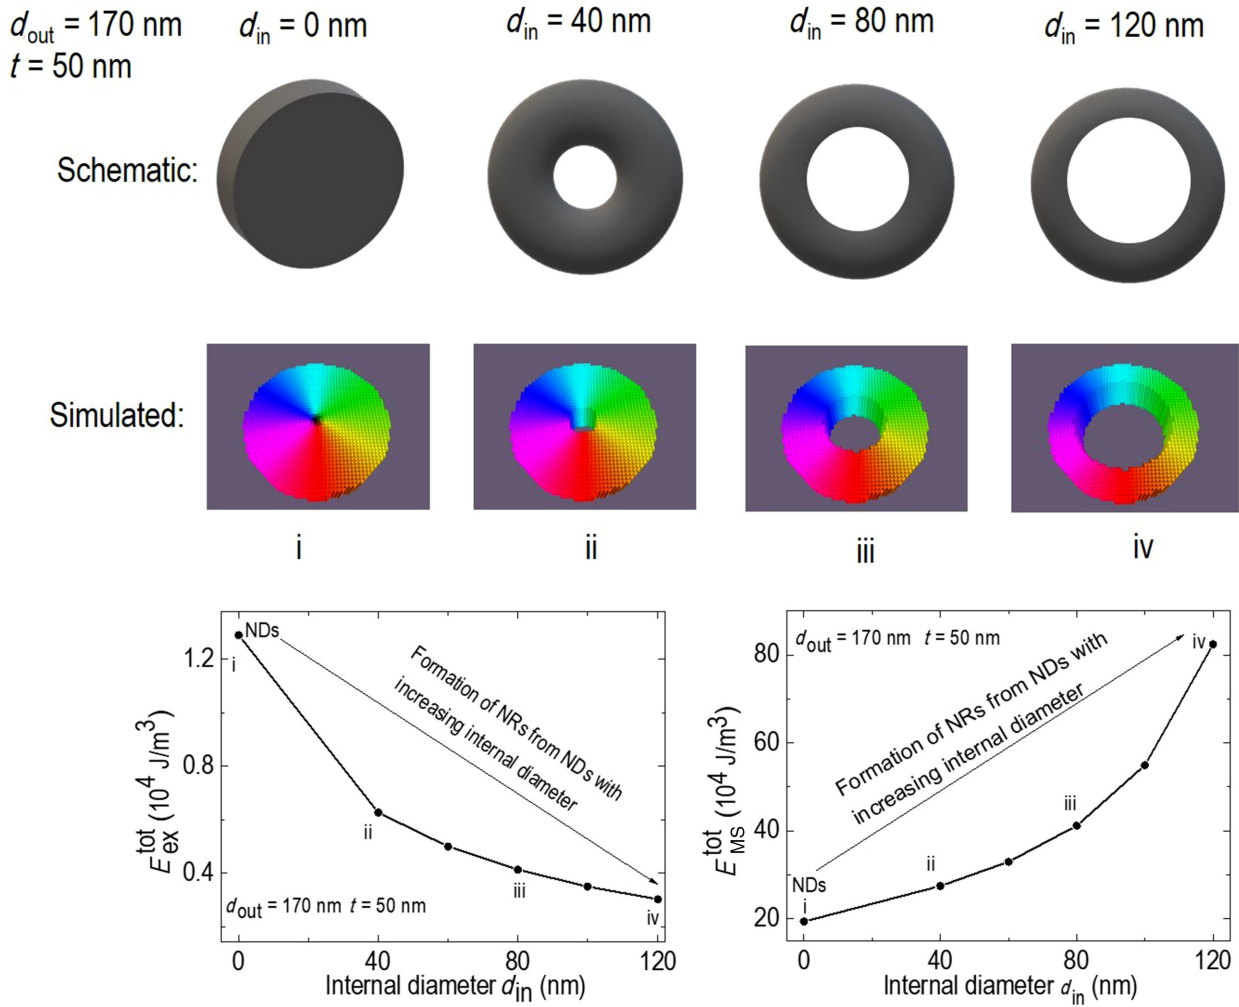 d_out = 170 nm
t = 50 nm
d_in = 0 nm
d_in = 40 nm
d_in = 80 nm
d_in = 120 nm
Schematic:
Simulated:
i
ii
iii
iv
E_ex^tot (10^4 J/m^3)
1.2
0.8
0.4
NDs
i
ii
iii
iv
Formation of NRs from NDs with
increasing internal diameter
d_out = 170 nm t = 50 nm
0
40
80
120
Internal diameter d_in (nm)
E_MS^tot (10^4 J/m^3)
80
60
40
20
d_out = 170 nm t = 50 nm
Formation of NRs from NDs with
increasing internal diameter
NDs
i
ii
iii
iv
0
40
80
120
Internal diameter d_in (nm)